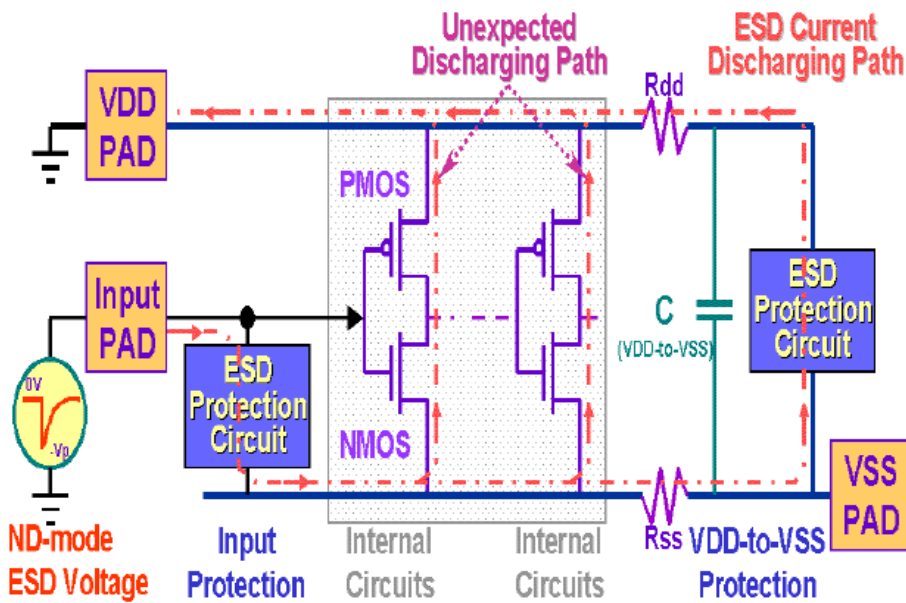 Unexpected
Discharging Path
ESD Current
Discharging Path
VDD
PAD
Rdd
PMOS
Input
PAD
ESD
Protection
Circuit
C
(VDD-to-VSS)
ESD
Protection
Circuit
0V
-Vp
NMOS
VSS
PAD
Rss
ND-mode
ESD Voltage
Input
Protection
Internal
Circuits
Internal
Circuits
VDD-to-VSS
Protection